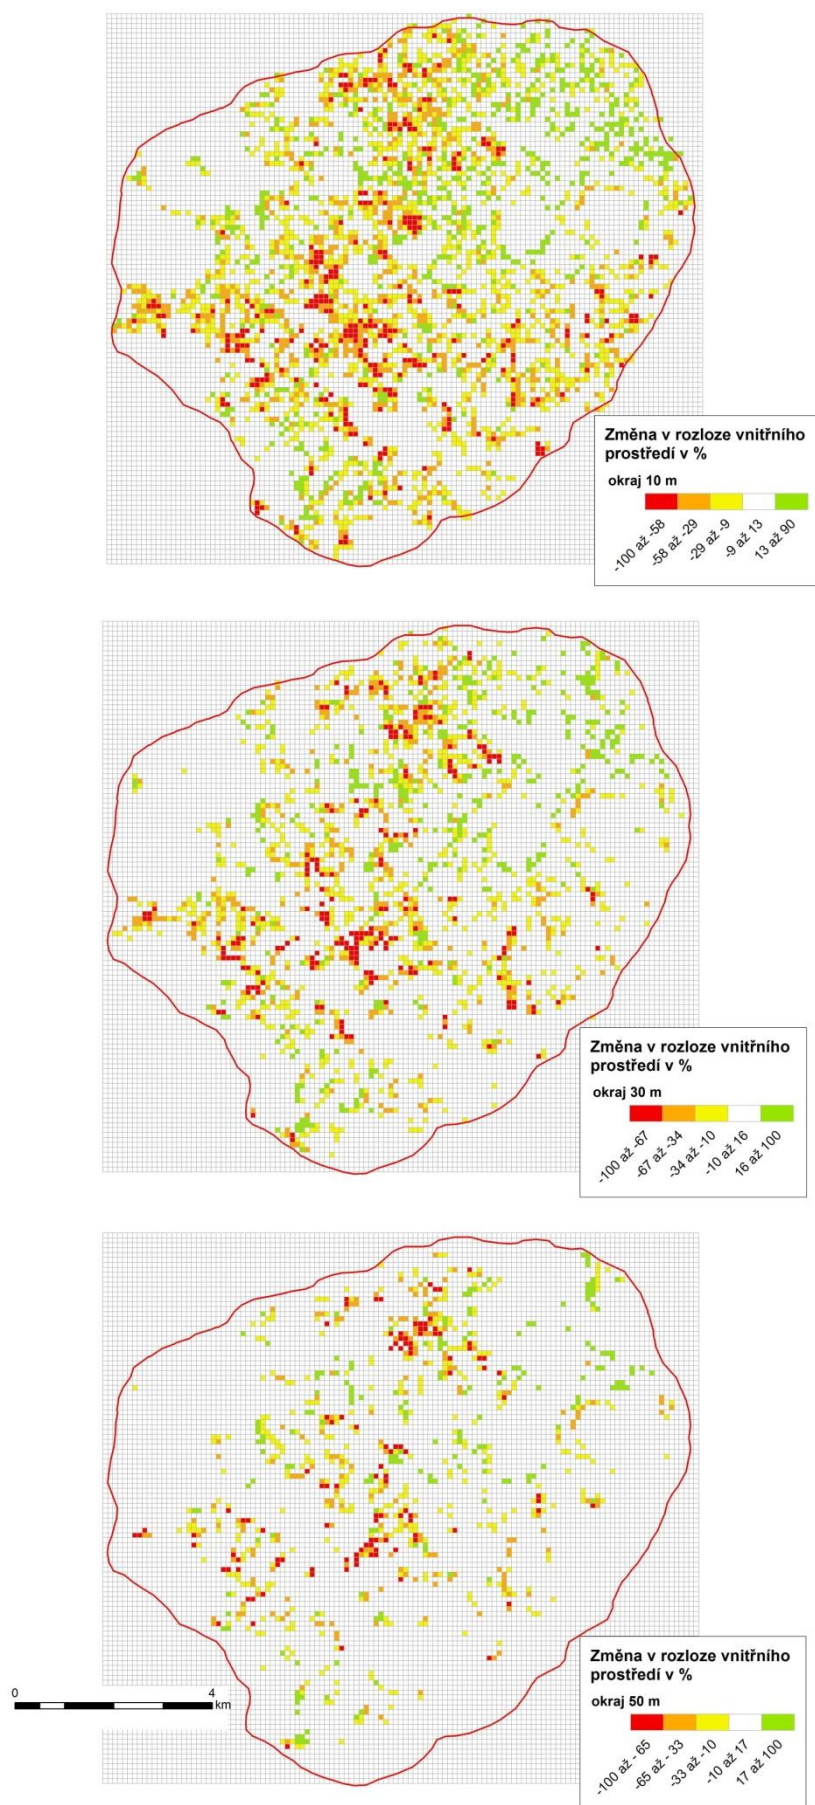 Změna v rozloze vnitřního
prostředí v %
okraj 10 m
-100 až -58
-58 až -29
-29 až -9
-9 až 13
13 až 90
Změna v rozloze vnitřního
prostředí v %
okraj 30 m
-100 až -67
-67 až -34
-34 až -10
-10 až 16
16 až 100
0 4
km
Změna v rozloze vnitřního
prostředí v %
okraj 50 m
-100 až - 65
-65 až - 33
-33 až -10
-10 až 17
17 až 100